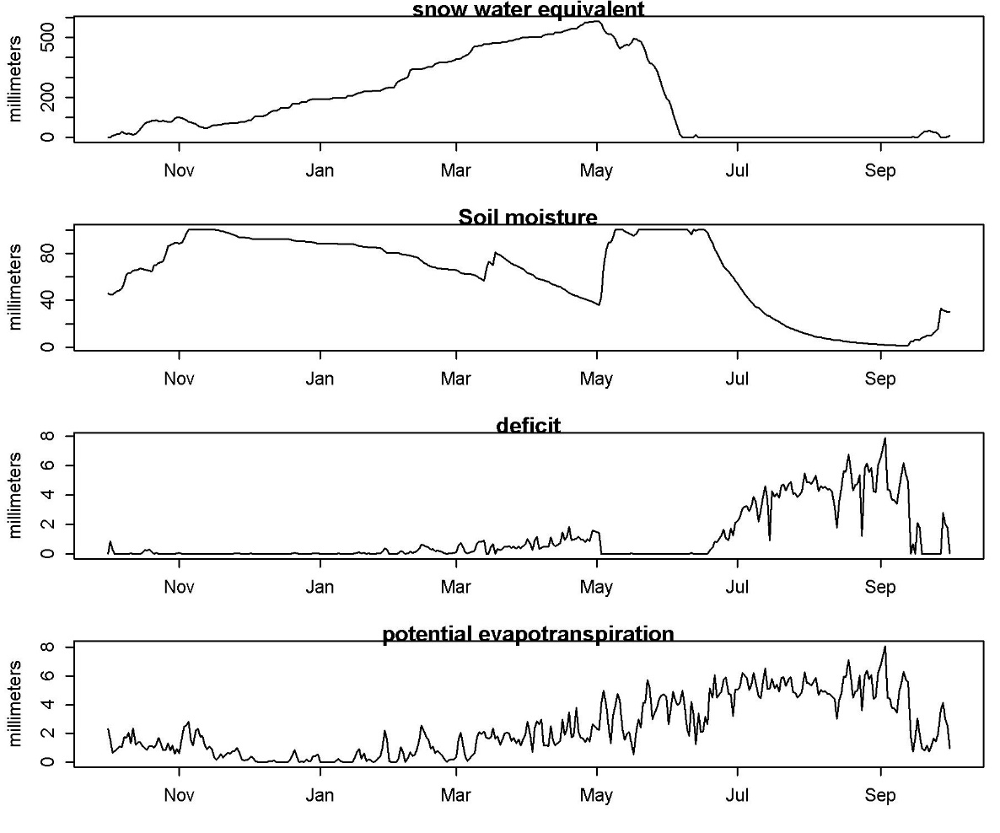 snow water equivalent
millimeters
500
200
0
Nov Jan Mar May Jul Sep
Soil moisture
millimeters
80
40
0
Nov Jan Mar May Jul Sep
deficit
millimeters
8
6
4
2
0
Nov Jan Mar May Jul Sep
potential evapotranspiration
millimeters
8
6
4
2
0
Nov Jan Mar May Jul Sep